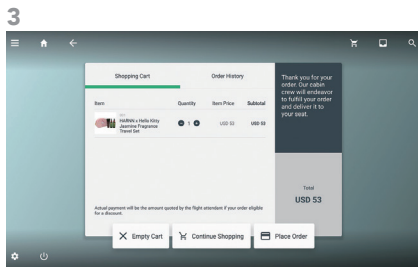 3
Shopping Cart
Order History
Item
Quantity
Item Price
Subtotal
HARNN x Hello Kitty
Jasmine Fragrance
Travel Set
1
USD 53
USD 53
Actual payment will be the amount quoted by the flight attendant if your order eligible
for a discount.
Thank you for your
order. Our cabin
crew will endeavor
to fulfill your order
and deliver it to
your seat.
Total
USD 53
Empty Cart
Continue Shopping
Place Order